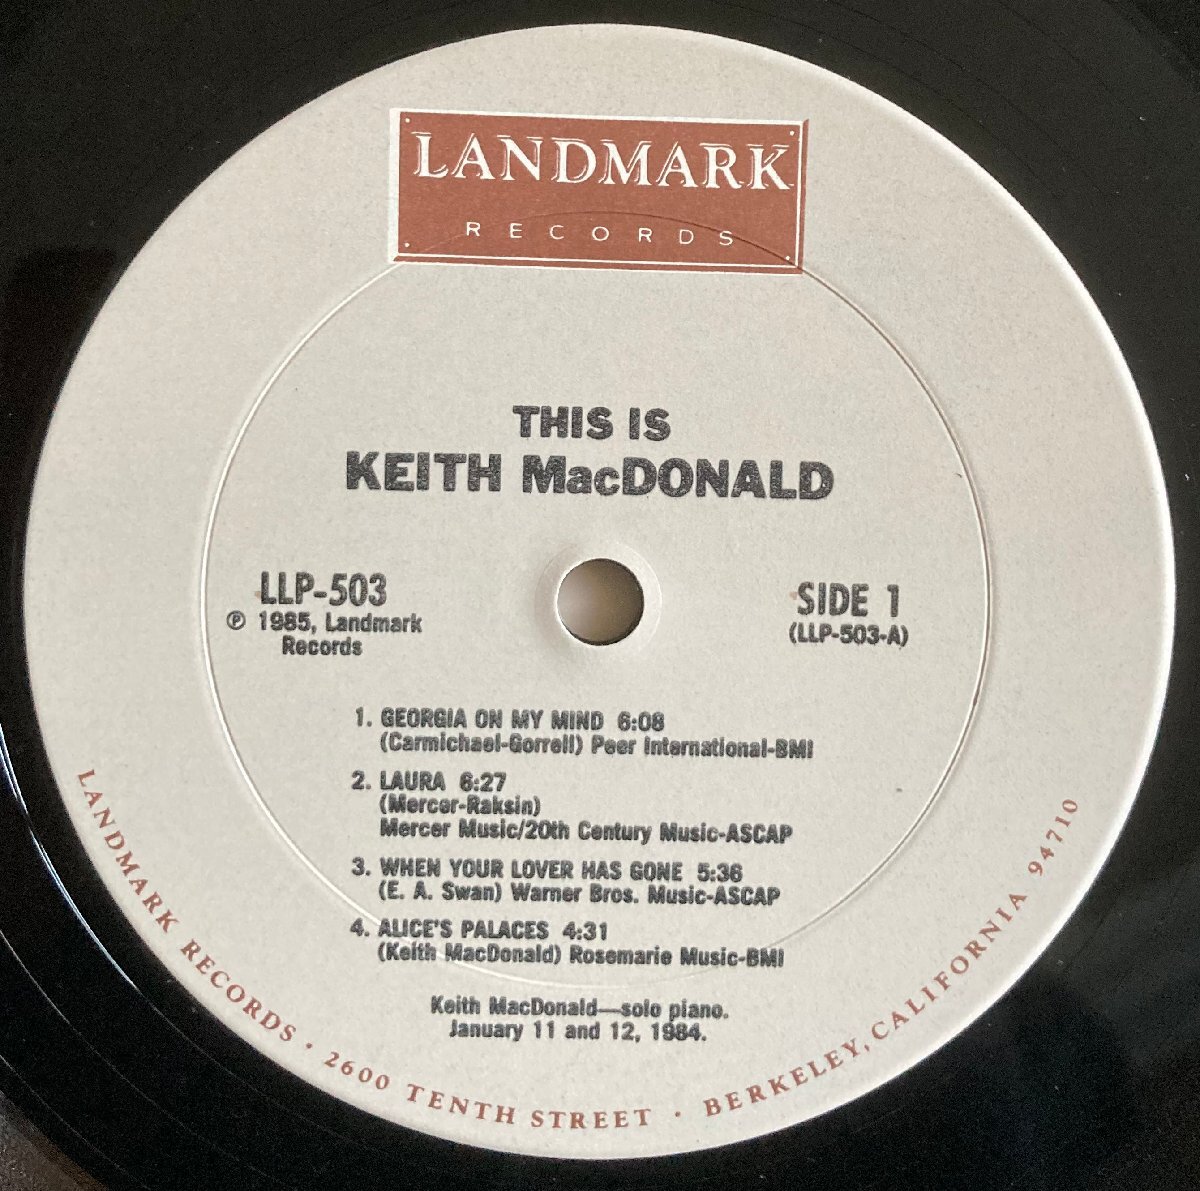 LANDMARK
RECORDS
THIS IS
KEITH MacDONALD
LLP-503
℗ 1985, Landmark
Records
SIDE 1
(LLP-503-A)
1. GEORGIA ON MY MIND 6:08
(Carmichael-Gorrell) Peer International-BMI
2. LAURA 6:27
(Mercer-Raksin)
Mercer Music/20th Century Music-ASCAP
3. WHEN YOUR LOVER HAS GONE 5:36
(E. A. Swan) Warner Bros. Music-ASCAP
4. ALICE'S PALACES 4:31
(Keith MacDonald) Rosemarie Music-BMI
Keith MacDonald—solo piano.
January 11 and 12, 1984.
LANDMARK RECORDS · 2600 TENTH STREET · BERKELEY, CALIFORNIA 94710